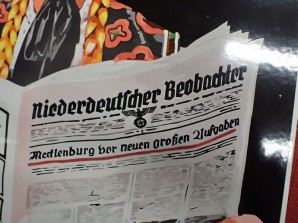 Niederdeutscher Beobachter
Mecklenburg vor neuen großen Aufgaben